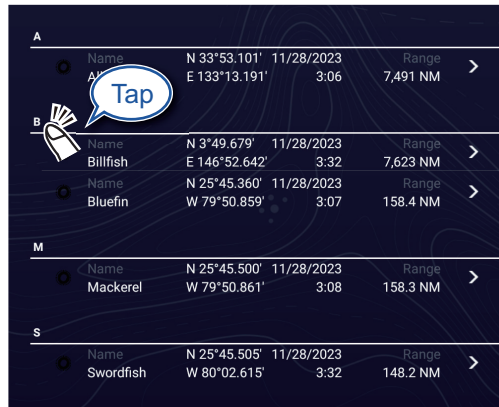 A
Name N 33°53.101' 11/28/2023 Range
E 133°13.191' 3:06 7,491 NM
Tap
B
Name N 3°49.679' 11/28/2023 Range
Billfish E 146°52.642' 3:32 7,623 NM
Name N 25°45.360' 11/28/2023 Range
Bluefin W 79°50.859' 3:07 158.4 NM
M
Name N 25°45.500' 11/28/2023 Range
Mackerel W 79°50.861' 3:08 158.3 NM
S
Name N 25°45.505' 11/28/2023 Range
Swordfish W 80°02.615' 3:32 148.2 NM